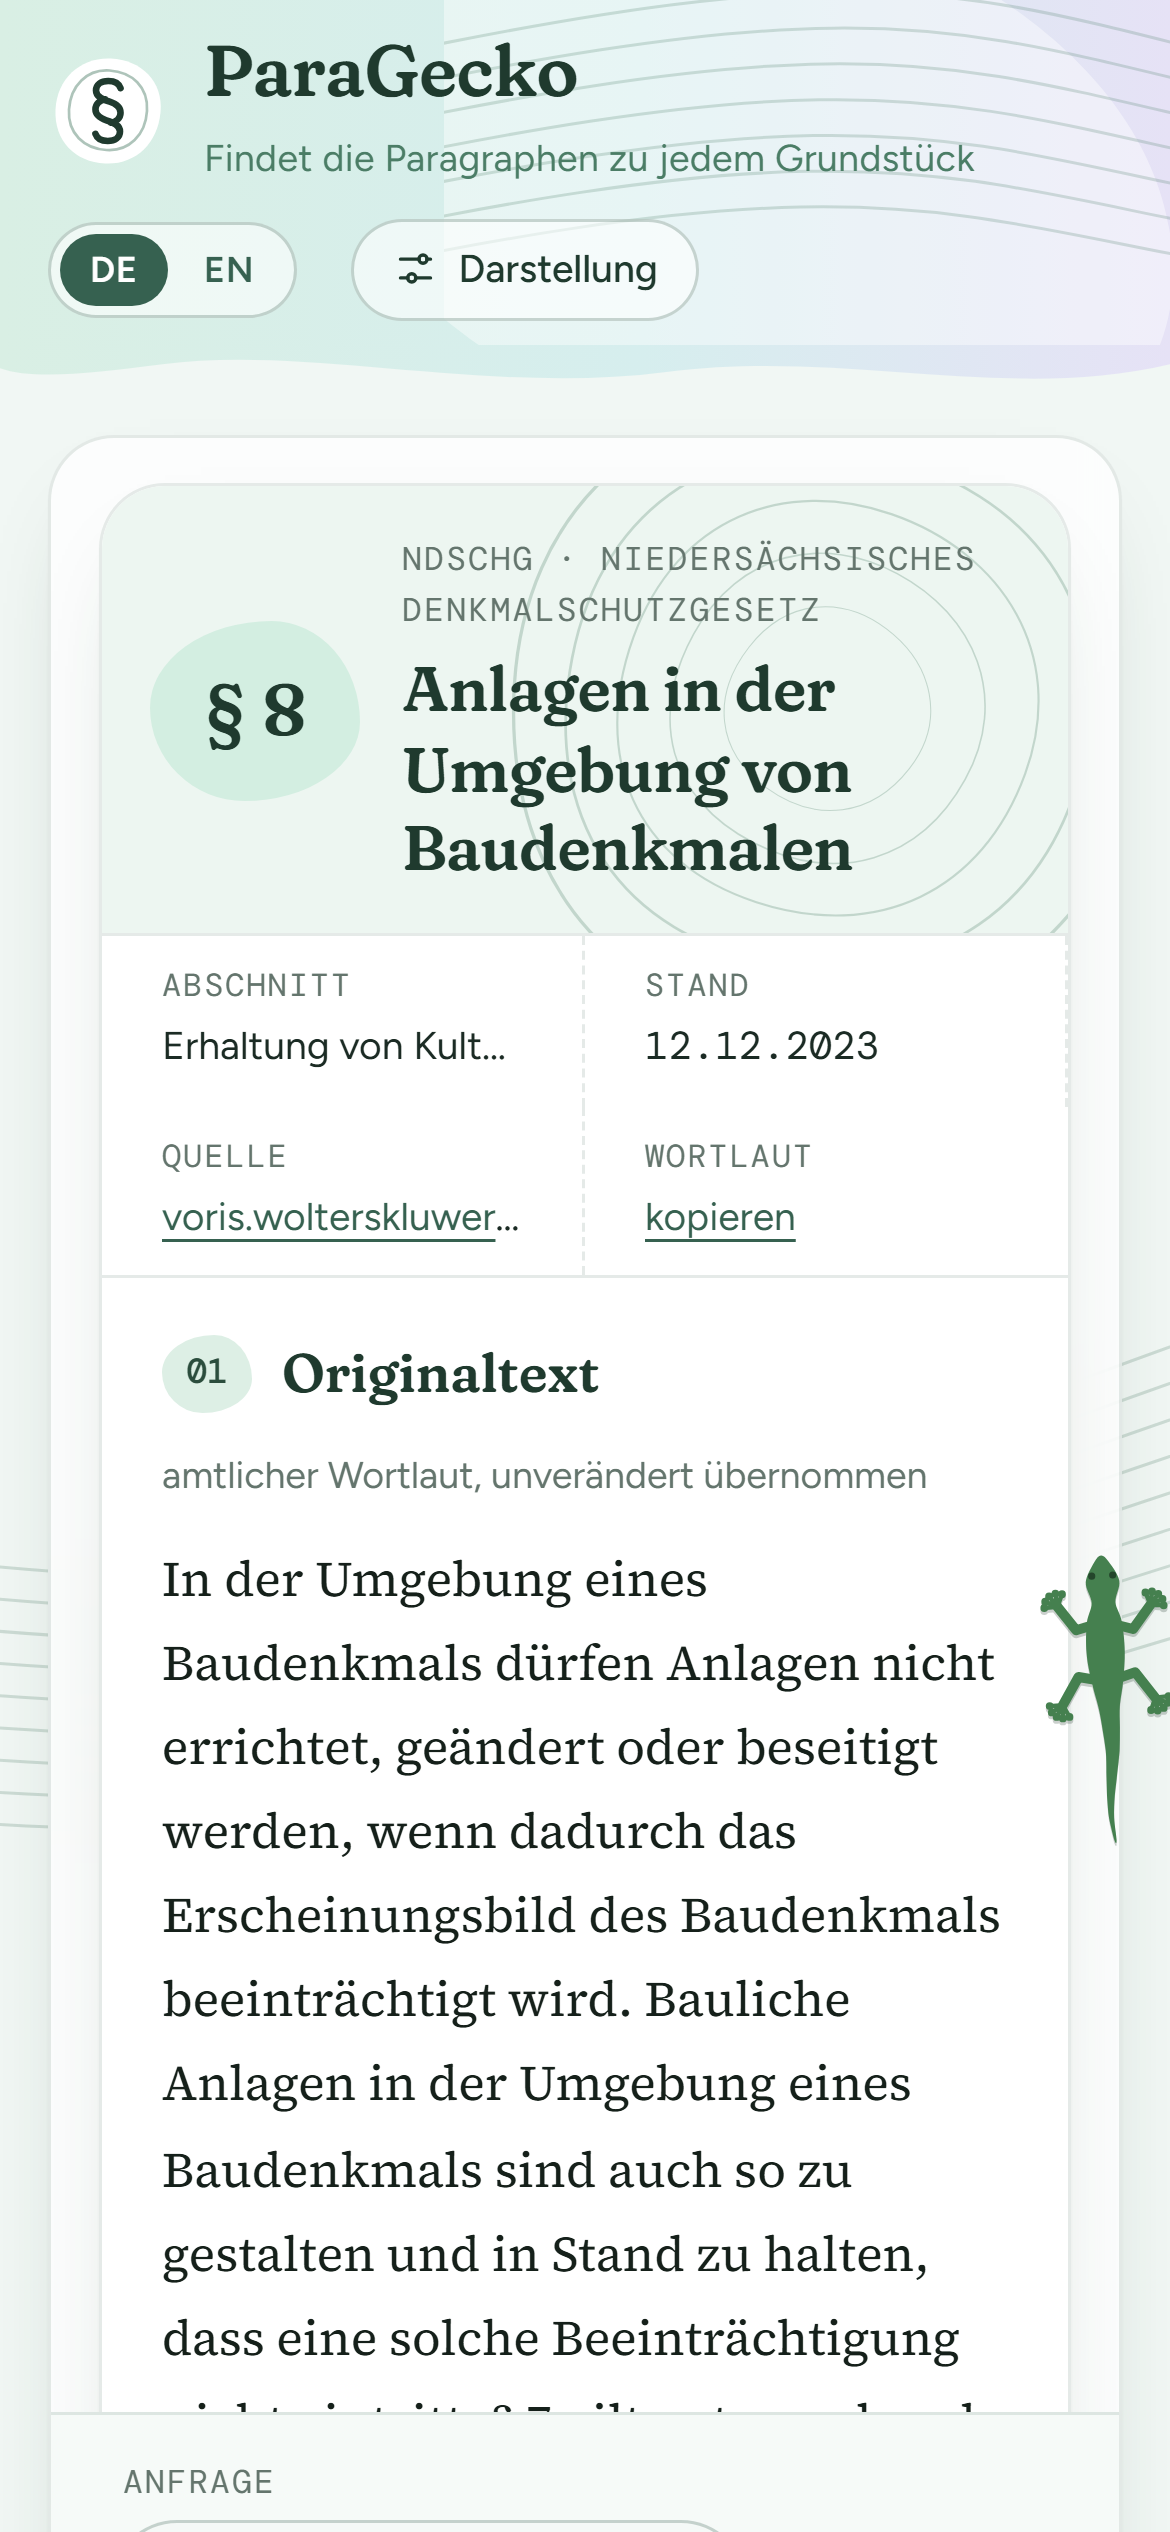 §
ParaGecko
Findet die Paragraphen zu jedem Grundstück
DE EN Darstellung
NDSCHG · NIEDERSÄCHSISCHES
DENKMALSCHUTZGESETZ
§ 8
Anlagen in der
Umgebung von
Baudenkmalen
ABSCHNITT
Erhaltung von Kult...
STAND
12.12.2023
QUELLE
voris.wolterskluwer...
WORTLAUT
kopieren
01 Originaltext
amtlicher Wortlaut, unverändert übernommen
In der Umgebung eines
Baudenkmals dürfen Anlagen nicht
errichtet, geändert oder beseitigt
werden, wenn dadurch das
Erscheinungsbild des Baudenkmals
beeinträchtigt wird. Bauliche
Anlagen in der Umgebung eines
Baudenkmals sind auch so zu
gestalten und in Stand zu halten,
dass eine solche Beeinträchtigung
ANFRAGE